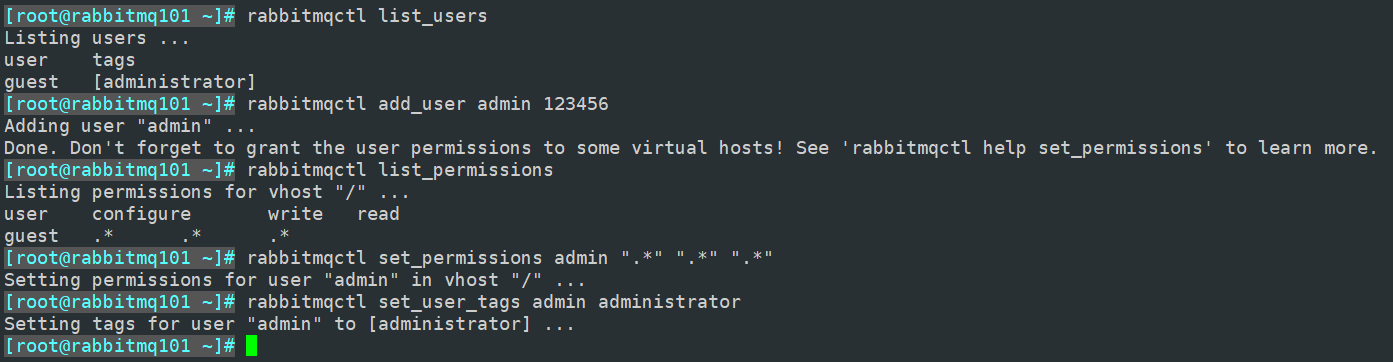 [root@rabbitmq101 ~]# rabbitmqctl list_users
Listing users ...
user    tags
guest   [administrator]
[root@rabbitmq101 ~]# rabbitmqctl add_user admin 123456
Adding user "admin" ...
Done. Don't forget to grant the user permissions to some virtual hosts! See 'rabbitmqctl help set_permissions' to learn more.
[root@rabbitmq101 ~]# rabbitmqctl list_permissions
Listing permissions for vhost "/" ...
user    configure       write   read
guest   .*      .*      .*
[root@rabbitmq101 ~]# rabbitmqctl set_permissions admin ".*" ".*" ".*"
Setting permissions for user "admin" in vhost "/" ...
[root@rabbitmq101 ~]# rabbitmqctl set_user_tags admin administrator
Setting tags for user "admin" to [administrator] ...
[root@rabbitmq101 ~]#